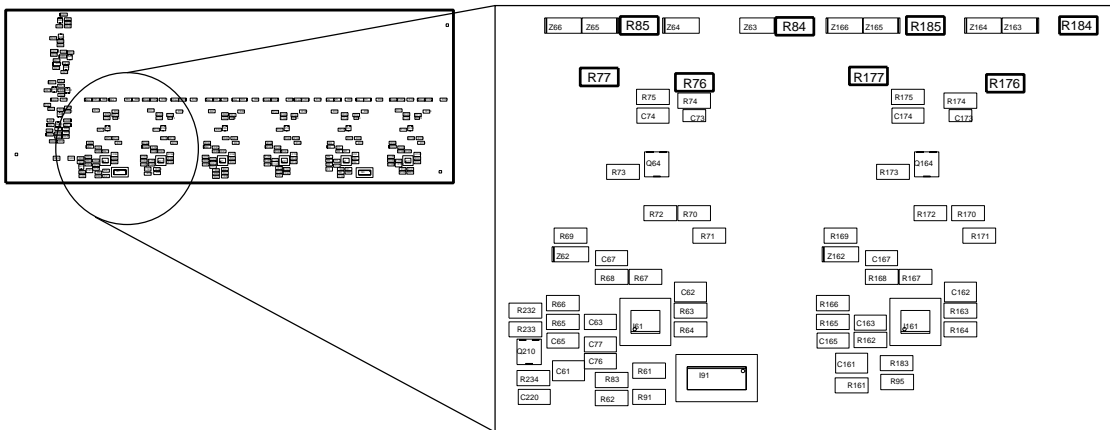 Z66 Z65 R85 Z64 Z63 R84 Z166 Z165 R185 Z164 Z163 R184
R77 R76 R177 R176
R75 R74 R175 R174
C74 C73 C174 C173
Q64 Q164
R73 R173
R72 R70 R172 R170
R69 R71 R169 R171
Z62 C67 Z162 C167
R68 R67 R168 R167
C62 C162
R66 R166
R232 R63 R163
R65 C63 I61 R165 C163 I161
R233 R64 R164
C65 C77 C165 R162
Q210
C76 C161 R183
C61 R61
R234 R83 I91 R161 R95
C220 R62 R91